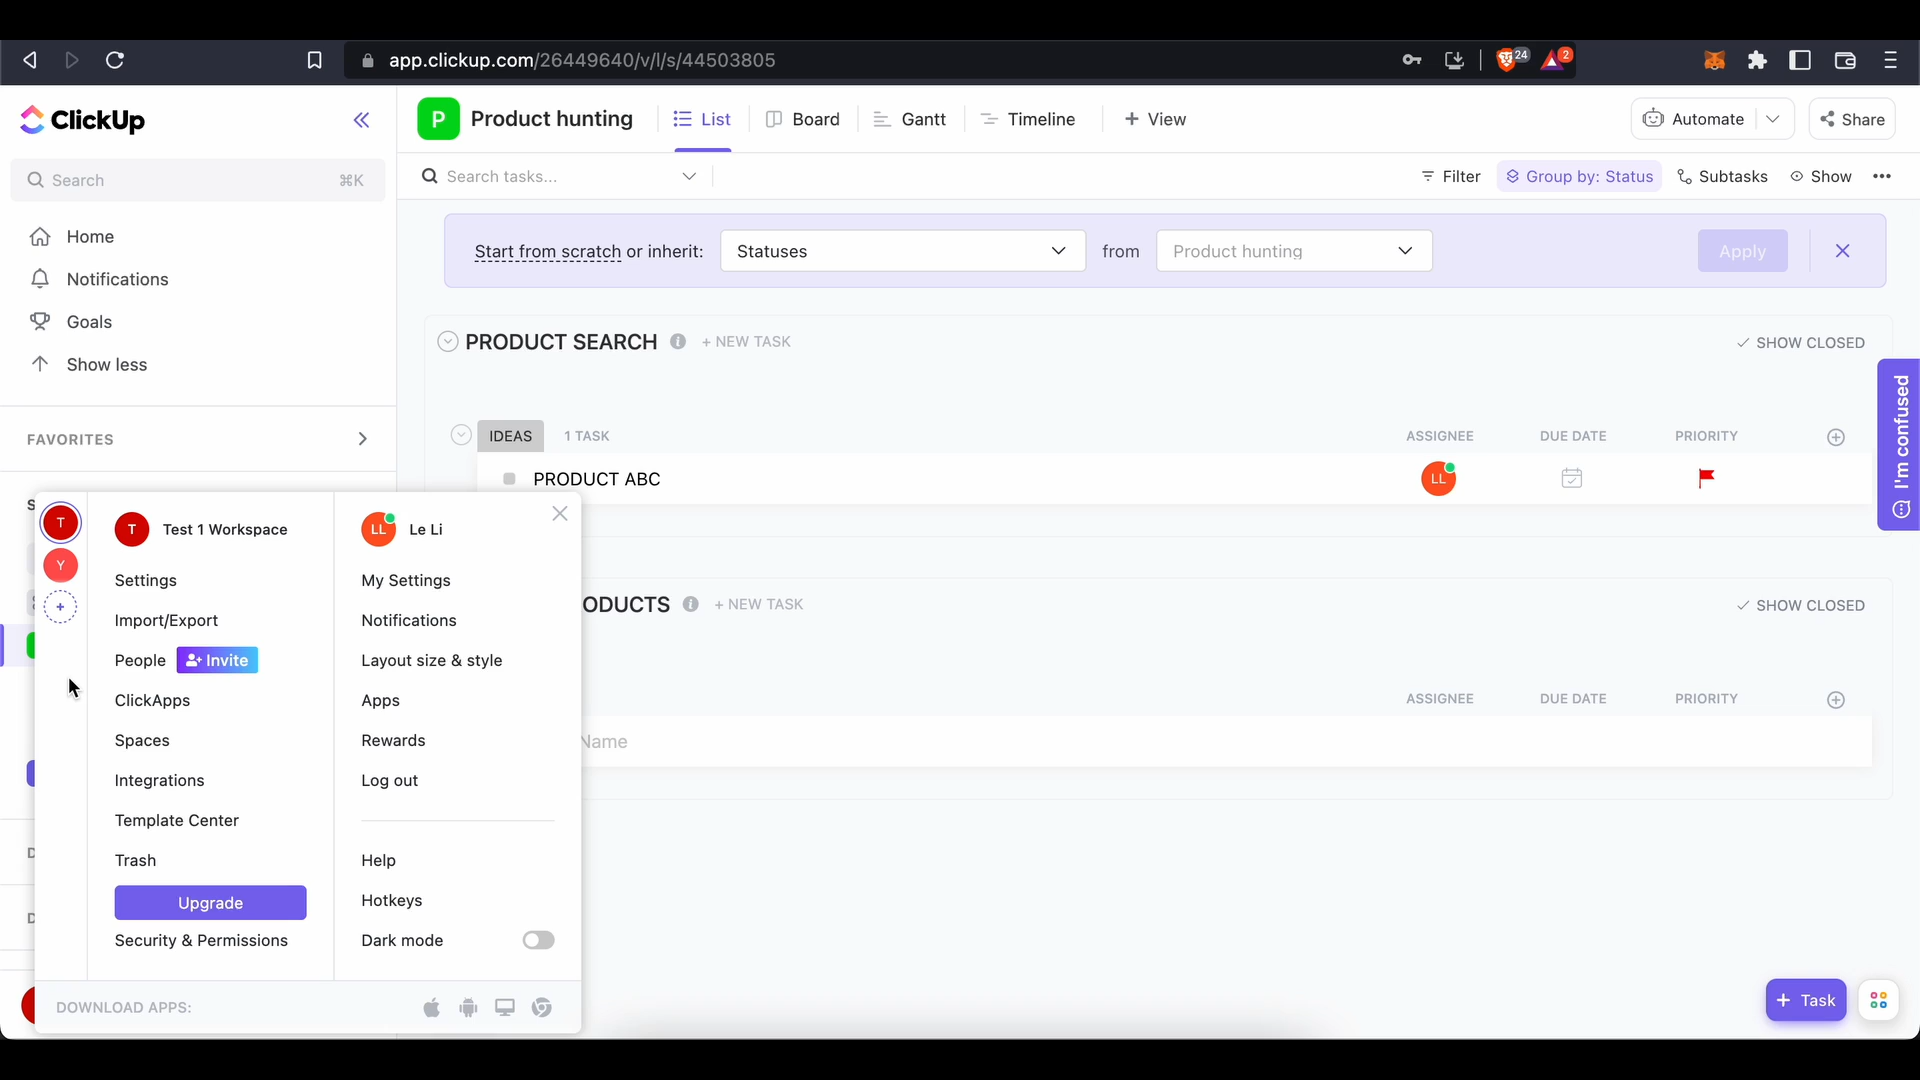 app.clickup.com/26449640/v/l/s/44503805
24
2
ClickUp
Search
⌘K
Home
Notifications
Goals
Show less
FAVORITES
P
Product hunting
List
Board
Gantt
Timeline
+ View
Automate
Share
Search tasks...
Filter
Group by: Status
Subtasks
Show
Start from scratch or inherit:
Statuses
from
Product hunting
Apply
PRODUCT SEARCH
+ NEW TASK
SHOW CLOSED
IDEAS
1 TASK
ASSIGNEE
DUE DATE
PRIORITY
PRODUCT ABC
LL
I'm confused
ODUCTS
+ NEW TASK
SHOW CLOSED
ASSIGNEE
DUE DATE
PRIORITY
Name
S
D
D
T
Y
+
T
Test 1 Workspace
Settings
Import/Export
People
Invite
ClickApps
Spaces
Integrations
Template Center
Trash
Upgrade
Security & Permissions
LL
Le Li
My Settings
Notifications
Layout size & style
Apps
Rewards
Log out
Help
Hotkeys
Dark mode
DOWNLOAD APPS:
+ Task